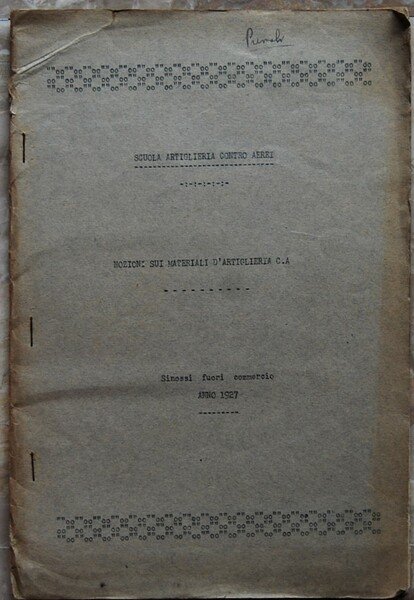 SCUOLA ARTIGLIERIA CONTRO AEREI
-:-:-:-:-:-
NOZIONI SUI MATERIALI D'ARTIGLIERIA C.A
- - - - - - - - - -
Sinossi fuori commercio
ANNO 1927
---------